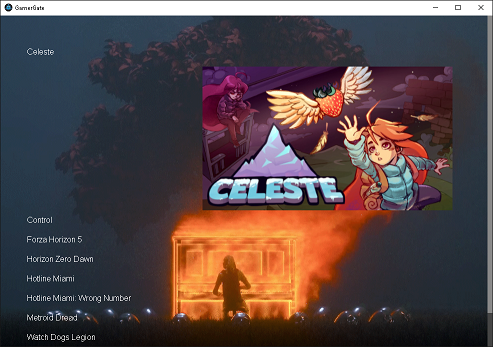 GamerGate
Celeste
CELESTE
Control
Forza Horizon 5
Horizon Zero Dawn
Hotline Miami
Hotline Miami: Wrong Number
Metroid Dread
Watch Dogs Legion